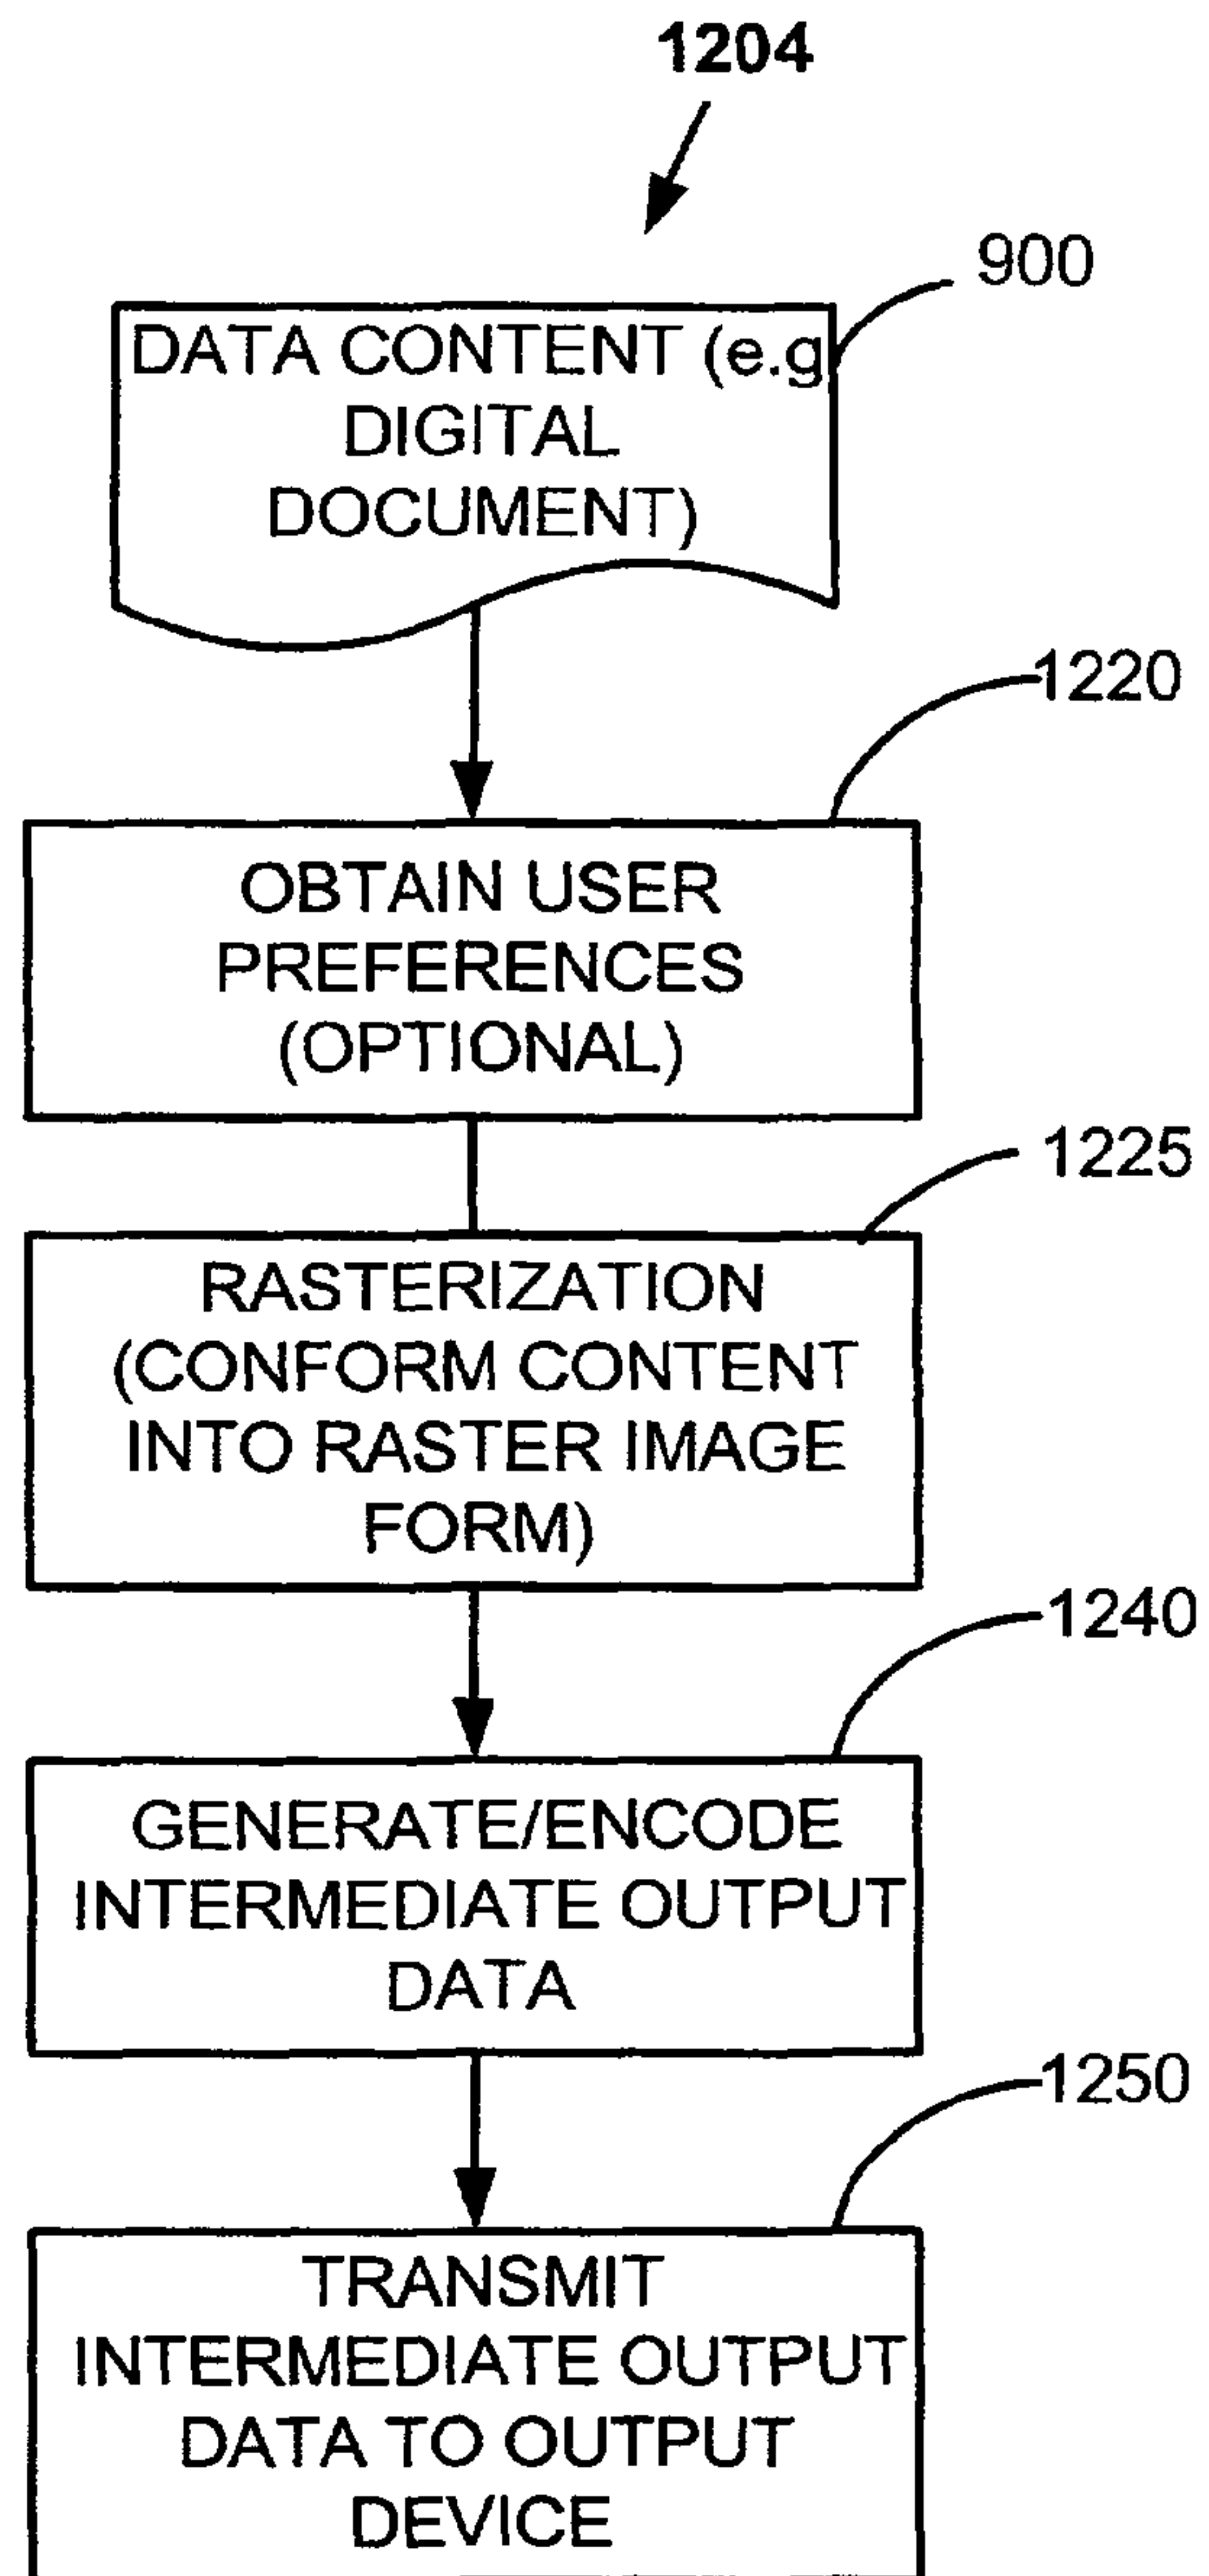 1204
900
DATA CONTENT (e.g
DIGITAL
DOCUMENT)
1220
OBTAIN USER
PREFERENCES
(OPTIONAL)
1225
RASTERIZATION
(CONFORM CONTENT
INTO RASTER IMAGE
FORM)
1240
GENERATE/ENCODE
INTERMEDIATE OUTPUT
DATA
1250
TRANSMIT
INTERMEDIATE OUTPUT
DATA TO OUTPUT
DEVICE